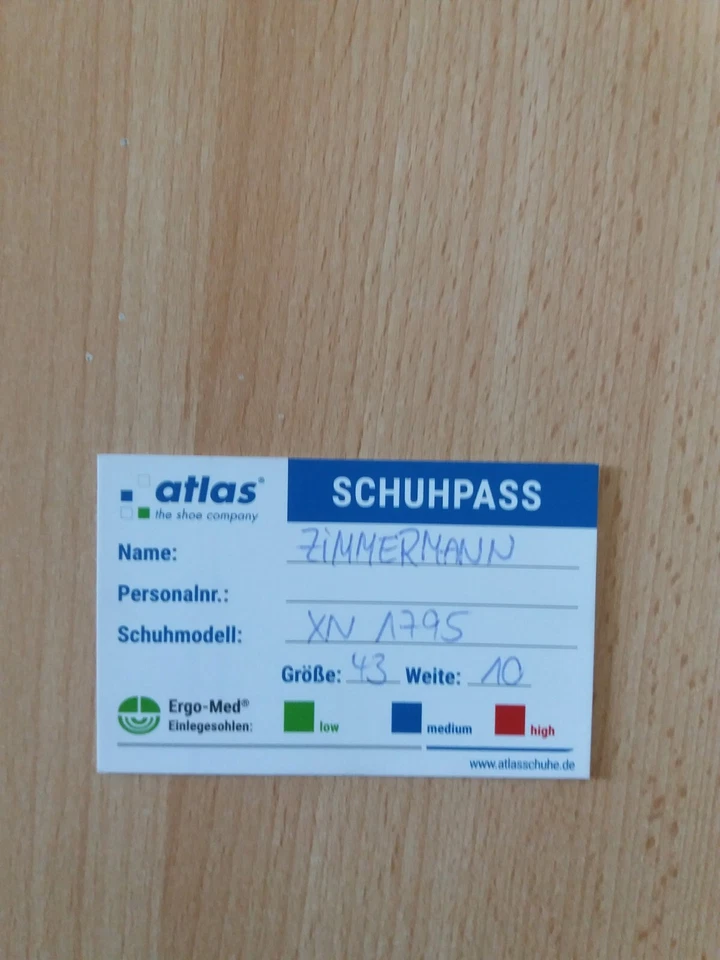 atlas®
the shoe company
SCHUHPASS
Name: ZiMMERMANN
Personalnr.:
Schuhmodell: XN 1795
Größe: 43 Weite: 10
Ergo-Med®
Einlegesohlen: low medium high
www.atlasschuhe.de